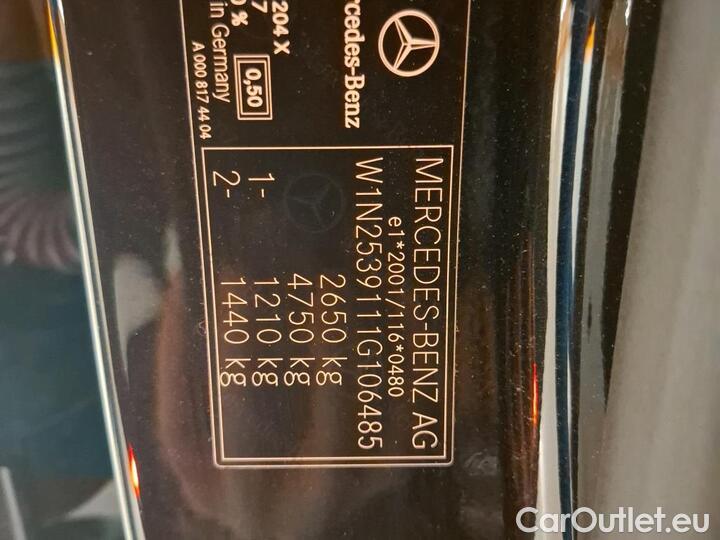 Mercedes-Benz
204 X
7
0 %
in Germany
0,50
A 000 817 44 04
MERCEDES-BENZ AG
e1*2001/116*0480
W1N2539111G106485
2650 kg
4750 kg
1- 1210 kg
2- 1440 kg
CarOutlet.eu